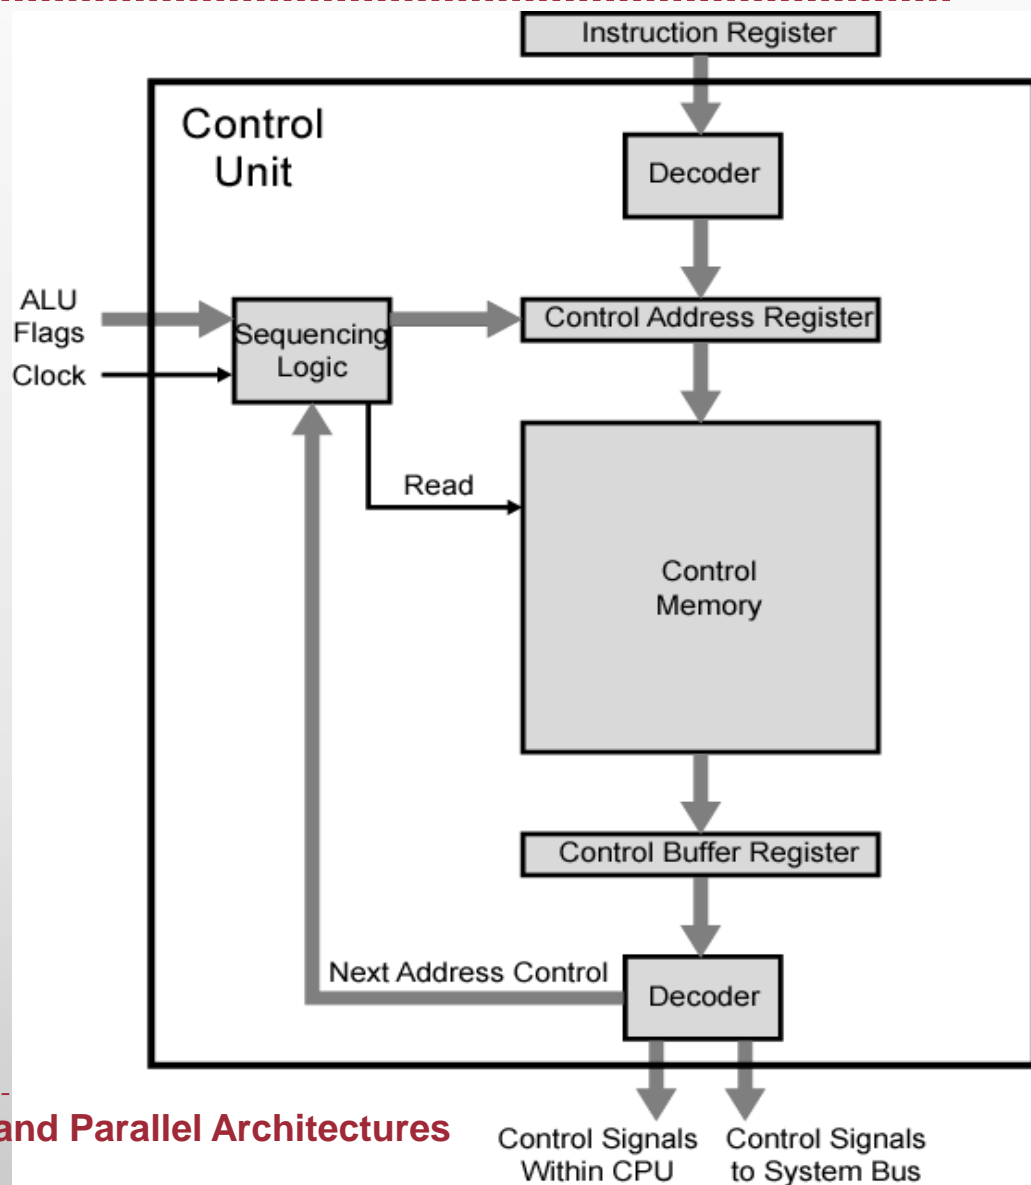 Instruction Register
Control
Unit
Decoder
ALU
Flags
Clock
Sequencing
Logic
Control Address Register
Read
Control
Memory
Control Buffer Register
Next Address Control
Decoder
and Parallel Architectures
Control Signals
Within CPU
Control Signals
to System Bus